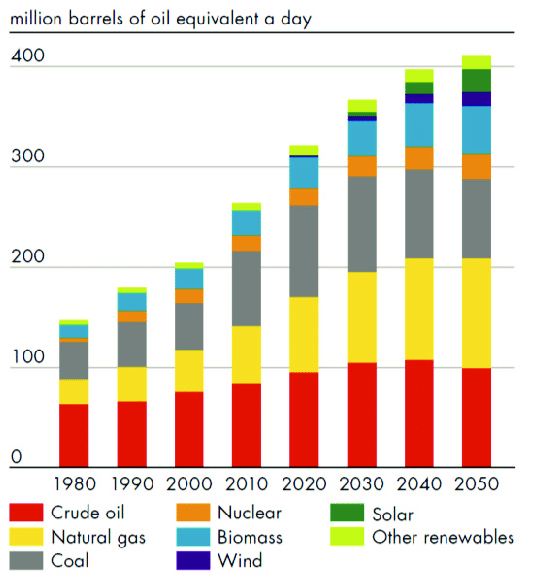 million barrels of oil equivalent a day
400
300
200
100
0
1980 1990 2000 2010 2020 2030 2040 2050
Crude oil Nuclear Solar
Natural gas Biomass Other renewables
Coal Wind